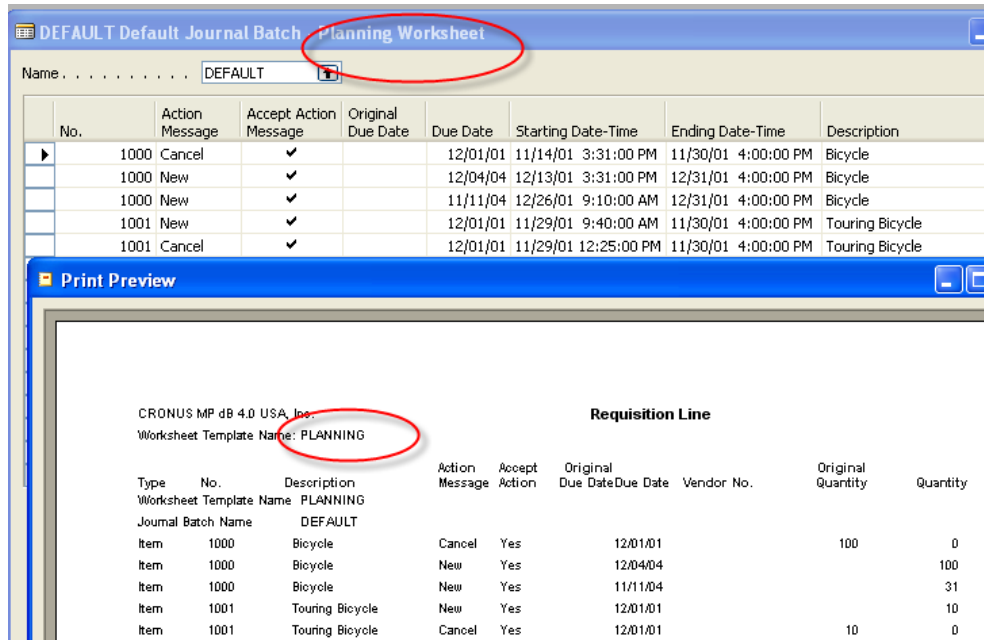 DEFAULT Default Journal Batch - Planning Worksheet
Name . . . . . . . . . . DEFAULT
No. Action Message Accept Action Message Original Due Date Due Date Starting Date-Time Ending Date-Time Description
1000 Cancel ✔ 12/01/01 11/14/01 3:31:00 PM 11/30/01 4:00:00 PM Bicycle
1000 New ✔ 12/04/04 12/13/01 3:31:00 PM 12/31/01 4:00:00 PM Bicycle
1000 New ✔ 11/11/04 12/26/01 9:10:00 AM 12/31/01 4:00:00 PM Bicycle
1001 New ✔ 12/01/01 11/29/01 9:40:00 AM 11/30/01 4:00:00 PM Touring Bicycle
1001 Cancel ✔ 12/01/01 11/29/01 12:25:00 PM 11/30/01 4:00:00 PM Touring Bicycle
Print Preview
CRONUS MP dB 4.0 USA, Inc. Requisition Line
Worksheet Template Name: PLANNING
Type No. Description Action Message Accept Action Original Due Date Due Date Vendor No. Original Quantity Quantity
Worksheet Template Name PLANNING
Journal Batch Name DEFAULT
Item 1000 Bicycle Cancel Yes 12/01/01 100 0
Item 1000 Bicycle New Yes 12/04/04 100
Item 1000 Bicycle New Yes 11/11/04 31
Item 1001 Touring Bicycle New Yes 12/01/01 10
Item 1001 Touring Bicycle Cancel Yes 12/01/01 10 0